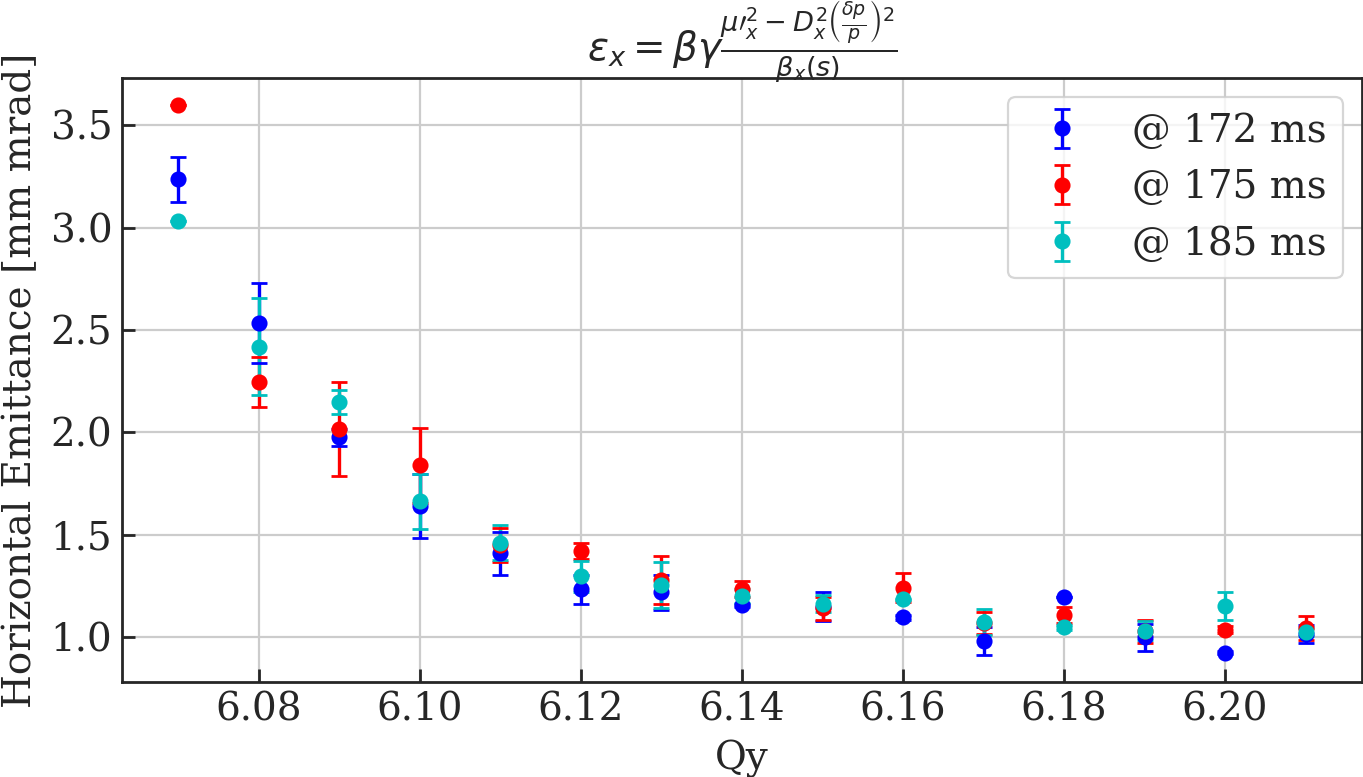 εₓ = βγ (μ′ₓ² − Dₓ²(δp/p)²) / βₓ(s)
Horizontal Emittance [mm mrad]
3.5
3.0
2.5
2.0
1.5
1.0
@ 172 ms
@ 175 ms
@ 185 ms
6.08 6.10 6.12 6.14 6.16 6.18 6.20
Qy